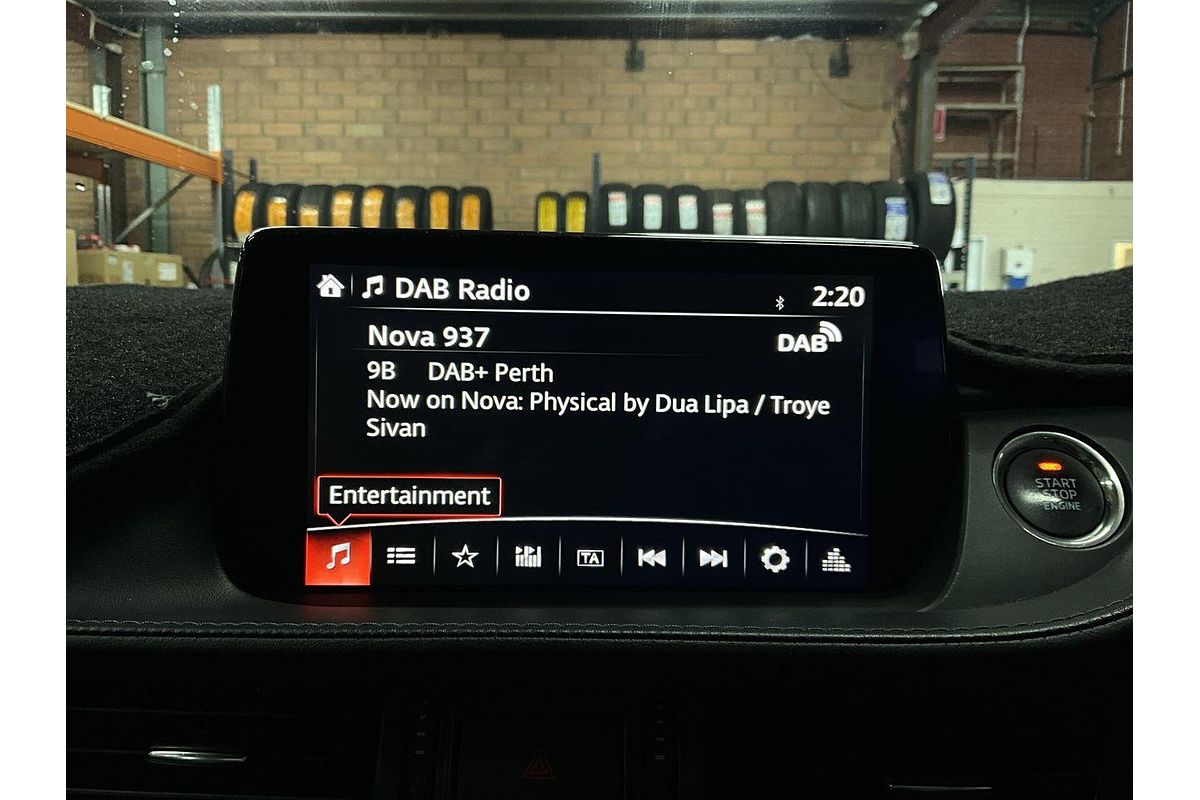 DAB Radio
2:20
Nova 937
DAB
9B DAB+ Perth
Now on Nova: Physical by Dua Lipa / Troye
Sivan
Entertainment
TA
START
STOP
ENGINE